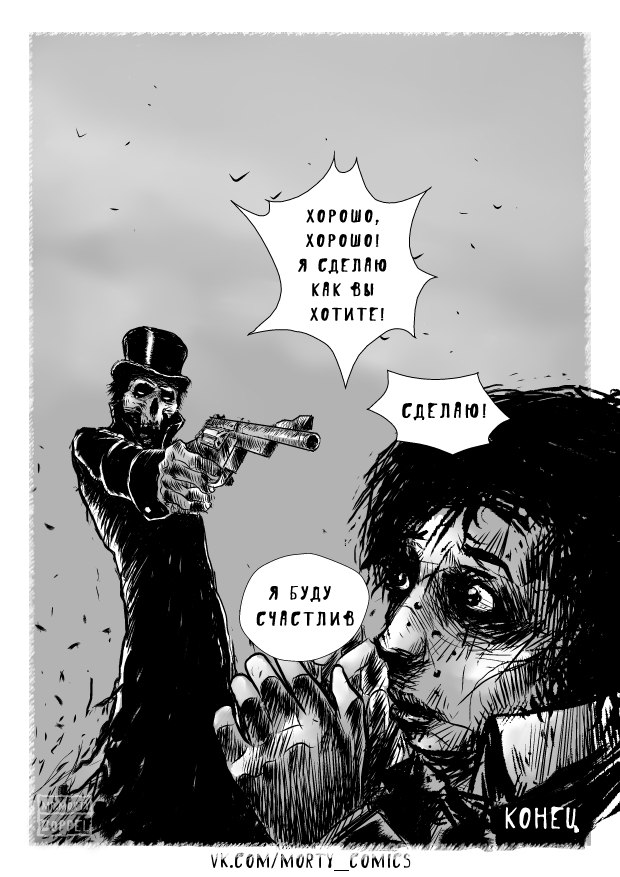 ХОРОШО,
ХОРОШО!
Я СДЕЛАЮ
КАК ВЫ
ХОТИТЕ!
СДЕЛАЮ!
Я БУДУ
СЧАСТЛИВ
КОНЕЦ
VK.COM/MORTY_COMICS